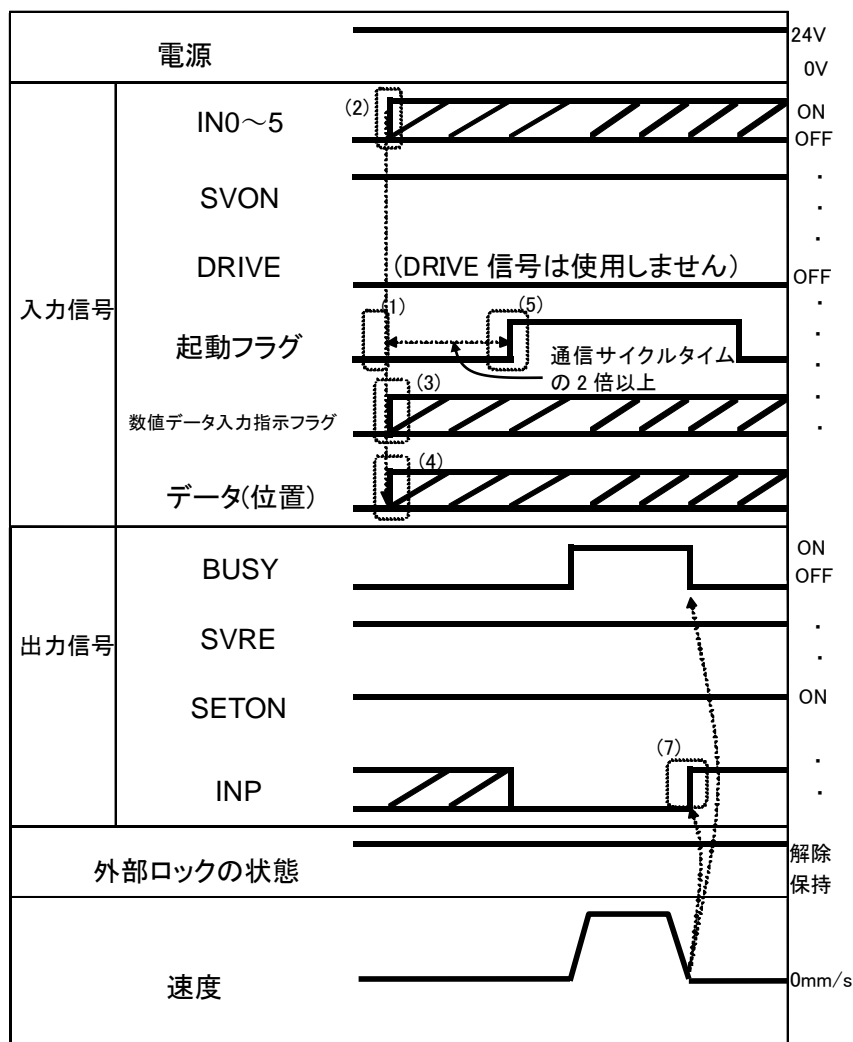 電源
24V
0V
入力信号
IN0～5
(2)
ON
OFF
SVON
・
・
・
DRIVE
(DRIVE 信号は使用しません)
OFF
起動フラグ
(1)
(5)
通信サイクルタイム
の 2 倍以上
・
・
・
数値データ入力指示フラグ
(3)
・
・
データ(位置)
(4)
出力信号
BUSY
ON
OFF
SVRE
・
・
SETON
ON
INP
(7)
・
・
外部ロックの状態
解除
保持
速度
0mm/s